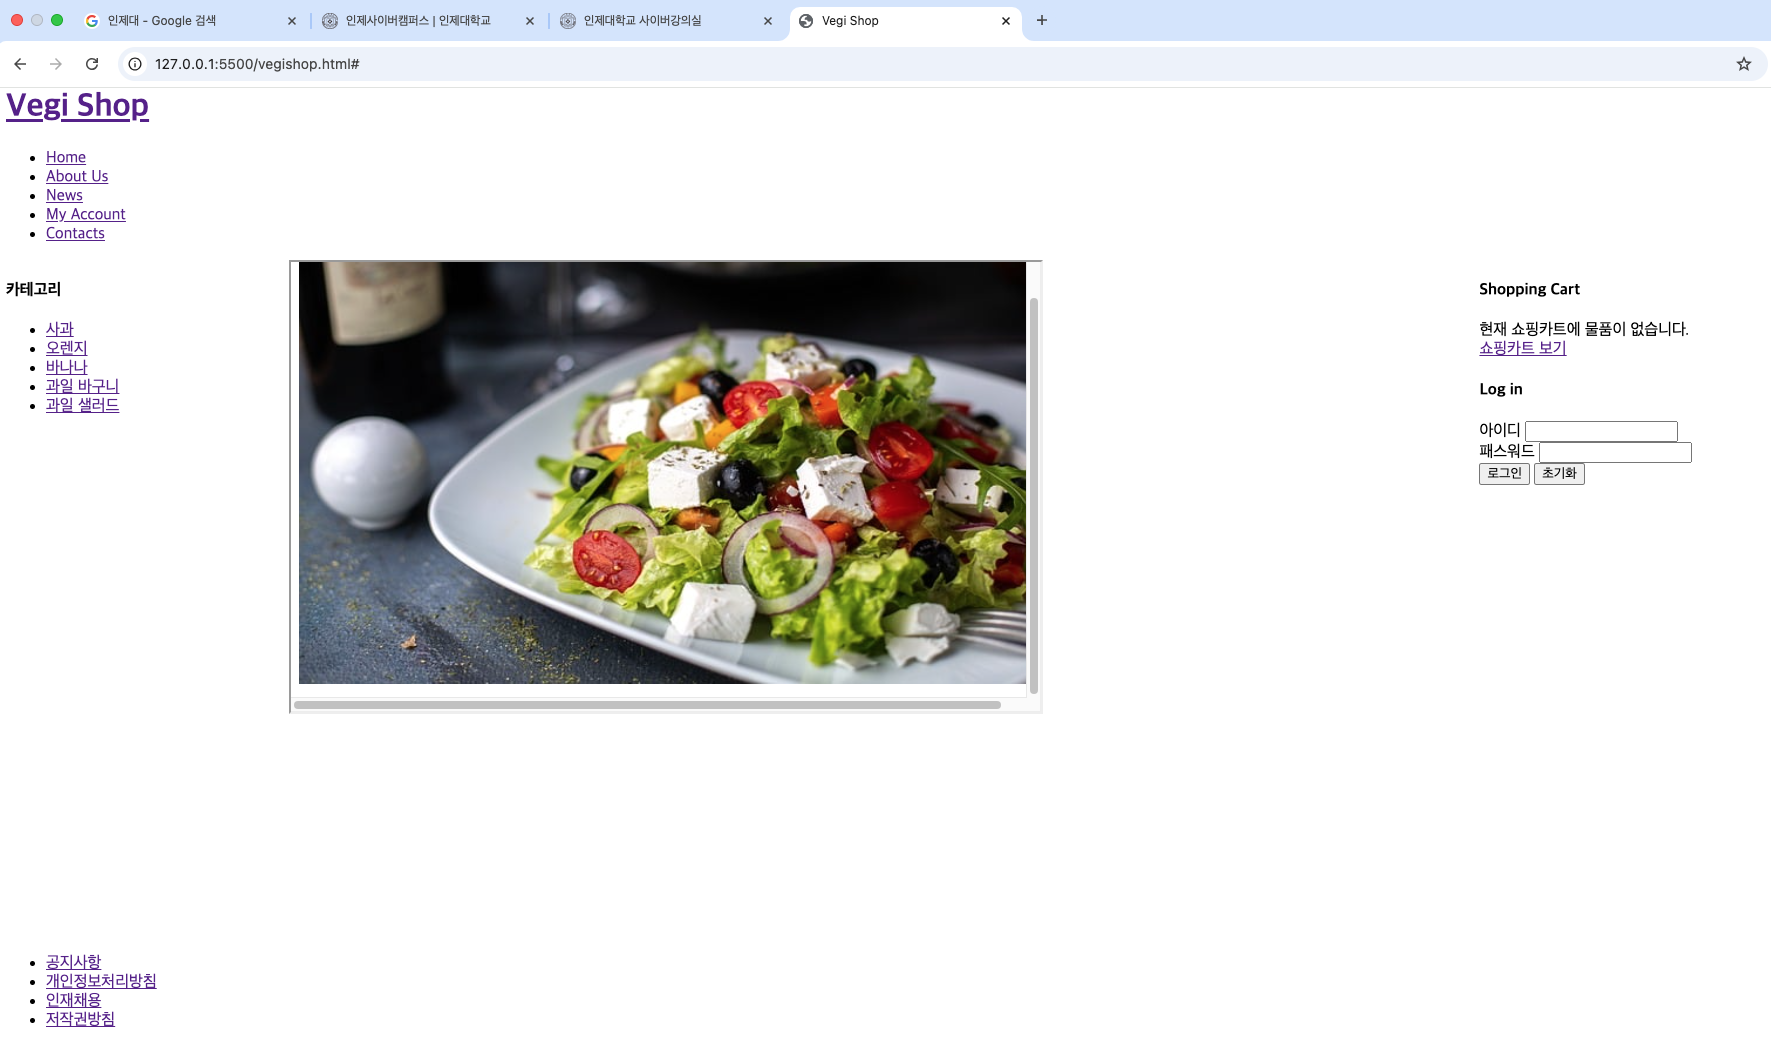 인제대 - Google 검색
인제사이버캠퍼스 | 인제대학교
인제대학교 사이버강의실
Vegi Shop
127.0.0.1:5500/vegishop.html#
Vegi Shop
Home
About Us
News
My Account
Contacts
카테고리
사과
오렌지
바나나
과일 바구니
과일 샐러드
Shopping Cart
현재 쇼핑카트에 물품이 없습니다.
쇼핑카트 보기
Log in
아이디
패스워드
로그인 초기화
공지사항
개인정보처리방침
인재채용
저작권방침